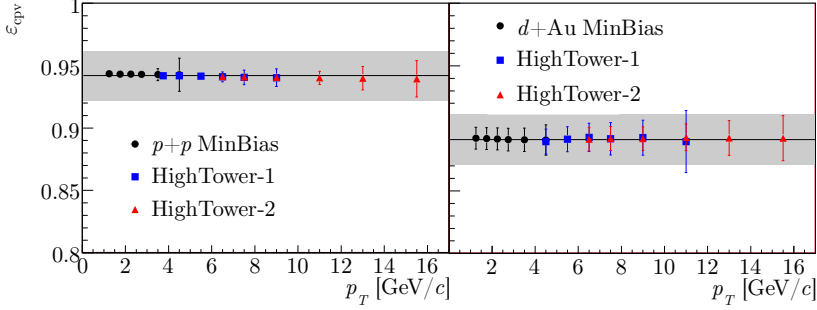 ε_cpv
1
0.95
0.9
0.85
0.8
p+p MinBias
HighTower-1
HighTower-2
0 2 4 6 8 10 12 14 16
p_T [GeV/c]
d+Au MinBias
HighTower-1
HighTower-2
2 4 6 8 10 12 14 16
p_T [GeV/c]